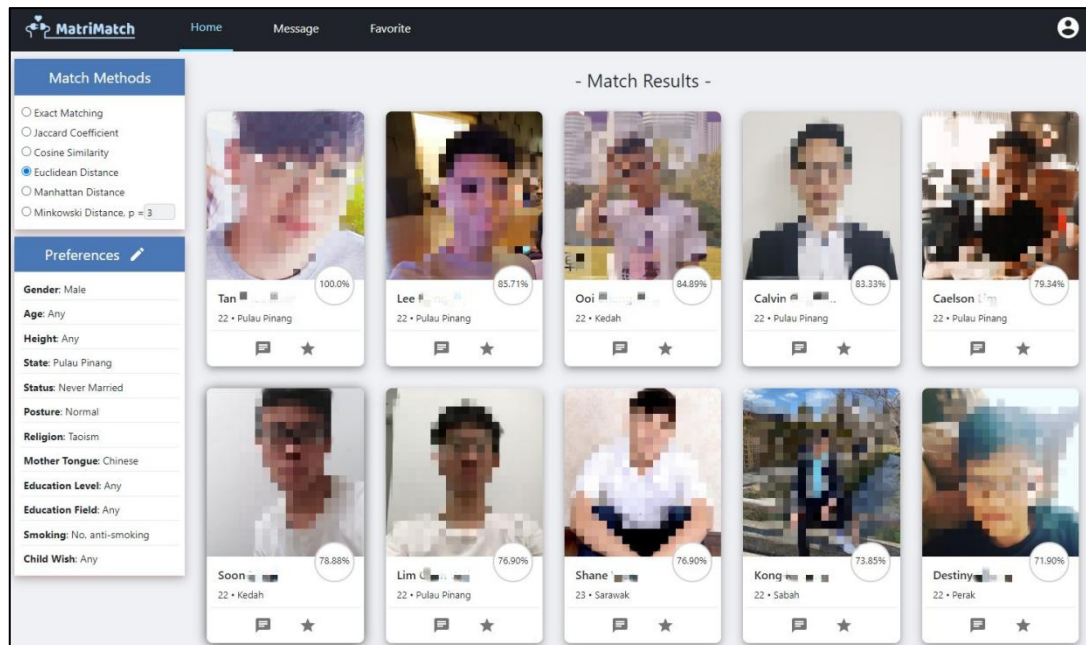 MatriMatch Home Message Favorite
Match Methods
Exact Matching
Jaccard Coefficient
Cosine Similarity
Euclidean Distance
Manhattan Distance
Minkowski Distance, p = 3
Preferences
Gender: Male
Age: Any
Height: Any
State: Pulau Pinang
Status: Never Married
Posture: Normal
Religion: Taoism
Mother Tongue: Chinese
Education Level: Any
Education Field: Any
Smoking: No, anti-smoking
Child Wish: Any
- Match Results -
100.0%
Tan
22 • Pulau Pinang
85.71%
Lee
22 • Pulau Pinang
84.89%
Ooi
22 • Kedah
83.33%
Calvin
22 • Pulau Pinang
79.34%
Caelson
22 • Pulau Pinang
78.88%
Soon
22 • Kedah
76.90%
Lim
22 • Pulau Pinang
76.90%
Shane
23 • Sarawak
73.85%
Kong
22 • Sabah
71.90%
Destiny
22 • Perak